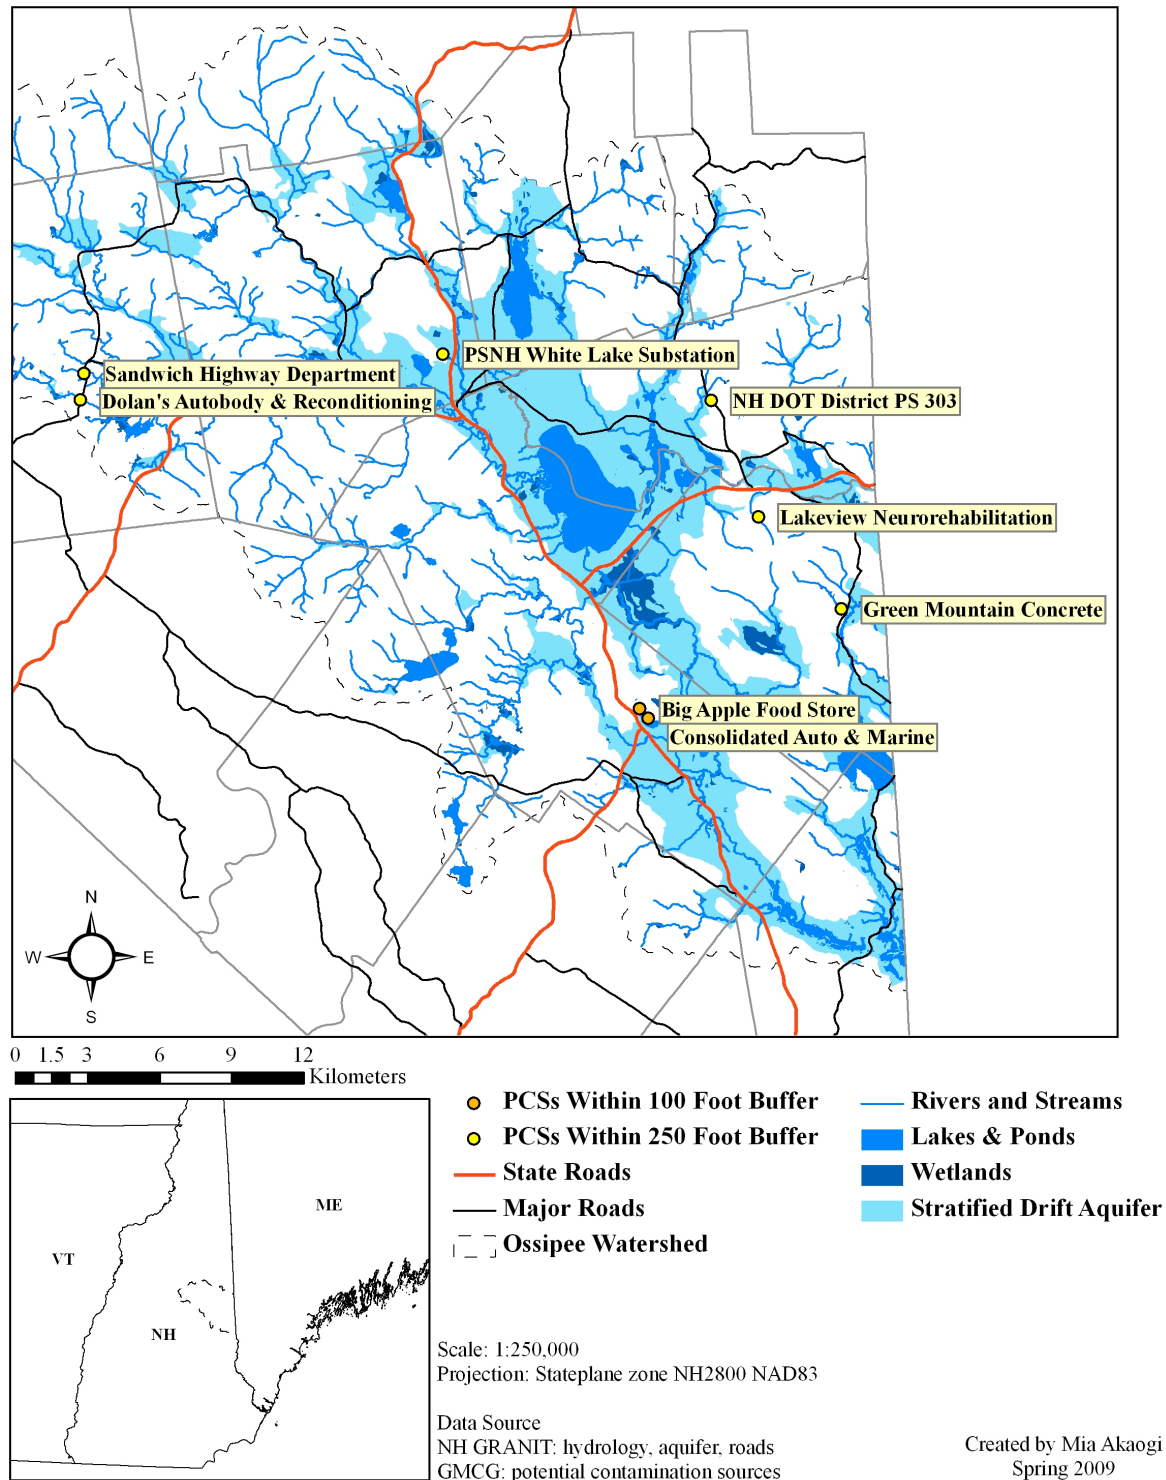 PSNH White Lake Substation
Sandwich Highway Department
Dolan's Autobody & Reconditioning
NH DOT District PS 303
Lakeview Neurorehabilitation
Green Mountain Concrete
Big Apple Food Store
Consolidated Auto & Marine
N
W E
S
0 1.5 3 6 9 12
Kilometers
PCSs Within 100 Foot Buffer
PCSs Within 250 Foot Buffer
State Roads
Major Roads
Ossipee Watershed
Rivers and Streams
Lakes & Ponds
Wetlands
Stratified Drift Aquifer
ME
VT
NH
Scale: 1:250,000
Projection: Stateplane zone NH2800 NAD83
Data Source
NH GRANIT: hydrology, aquifer, roads
GMCG: potential contamination sources
Created by Mia Akaogi
Spring 2009